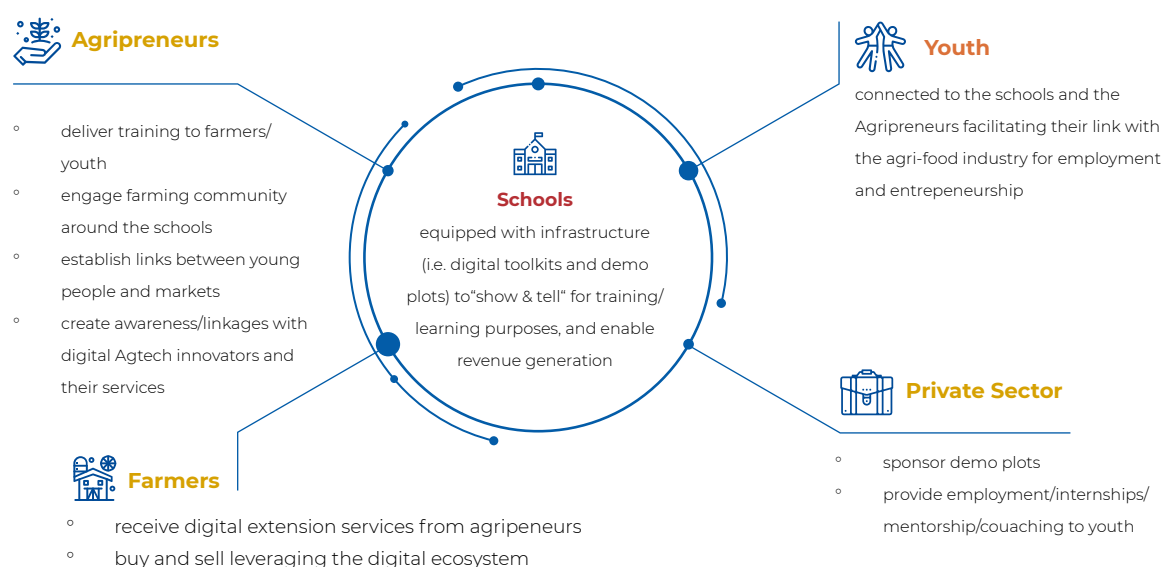 Agripreneurs
° deliver training to farmers/
youth
° engage farming community
around the schools
° establish links between young
people and markets
° create awareness/linkages with
digital Agtech innovators and
their services
Schools
equipped with infrastructure
(i.e. digital toolkits and demo
plots) to“show & tell“ for training/
learning purposes, and enable
revenue generation
Youth
connected to the schools and the
Agripreneurs facilitating their link with
the agri-food industry for employment
and entrepeneurship
Farmers
° receive digital extension services from agripeneurs
° buy and sell leveraging the digital ecosystem
Private Sector
° sponsor demo plots
° provide employment/internships/
mentorship/couaching to youth